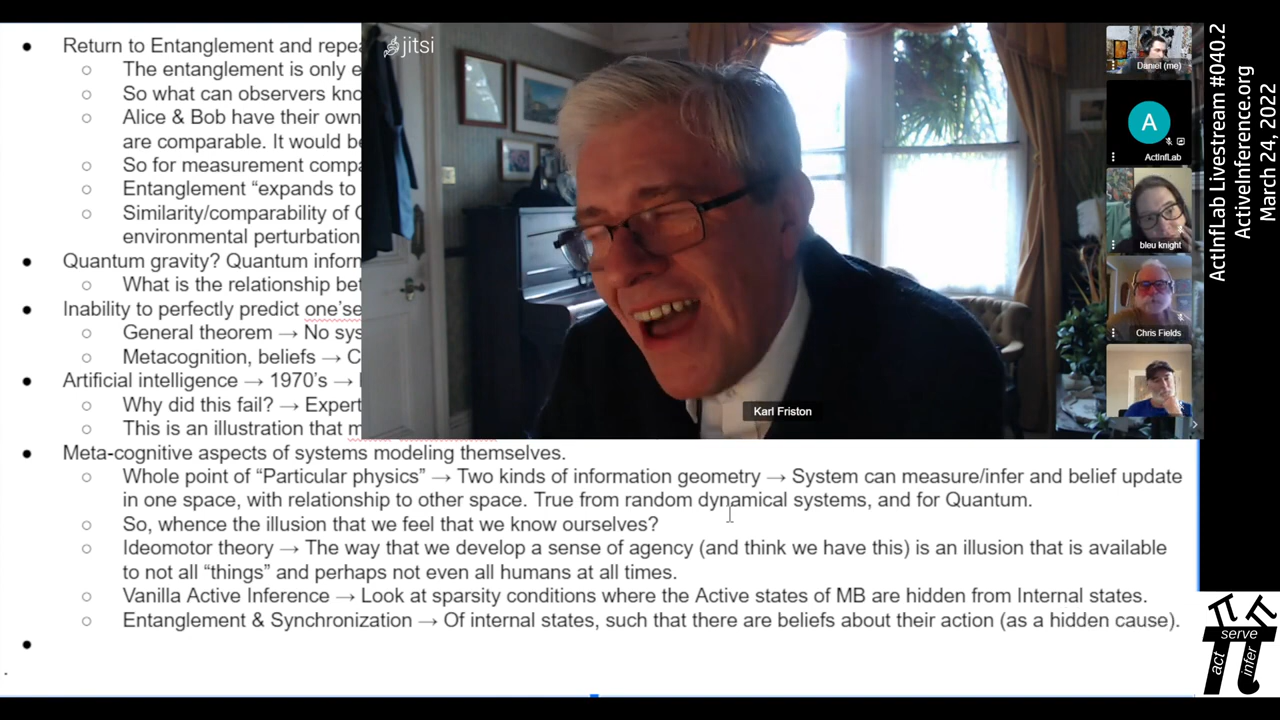 Return to Entanglement and repea
The entanglement is only e
So what can observers kno
Alice & Bob have their own
are comparable. It would be
So for measurement compa
Entanglement “expands to
Similarity/comparability of
environmental perturbation
Quantum gravity? Quantum inform
What is the relationship bet
Inability to perfectly predict one’se
General theorem → No sys
Metacognition, beliefs → C
Artificial intelligence → 1970’s →
Why did this fail? → Expert
This is an illustration that m
Meta-cognitive aspects of systems modeling themselves.
Whole point of “Particular physics” → Two kinds of information geometry → System can measure/infer and belief update
in one space, with relationship to other space. True from random dynamical systems, and for Quantum.
So, whence the illusion that we feel that we know ourselves?
Ideomotor theory → The way that we develop a sense of agency (and think we have this) is an illusion that is available
to not all “things” and perhaps not even all humans at all times.
Vanilla Active Inference → Look at sparsity conditions where the Active states of MB are hidden from Internal states.
Entanglement & Synchronization → Of internal states, such that there are beliefs about their action (as a hidden cause).
jitsi
Karl Friston
Daniel (me)
A
ActInfLab
bleu knight
Chris Fields
ActInfLab Livestream #040.2
ActiveInference.org
March 24, 2022
serve
act
infer